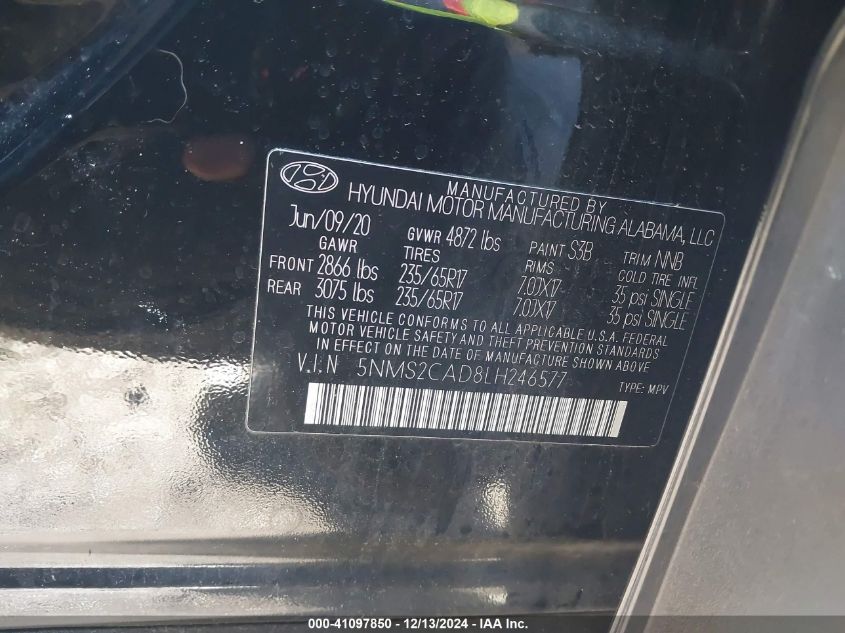 MANUFACTURED BY
HYUNDAI MOTOR MANUFACTURING ALABAMA, LLC
Jun/09/20 GVWR 4872 lbs PAINT S3B TRIM NNB
GAWR TIRES RIMS COLD TIRE INFL
FRONT 2866 lbs 235/65R17 7.0JX17 35 psi SINGLE
REAR 3075 lbs 235/65R17 7.0JX17 35 psi SINGLE
THIS VEHICLE CONFORMS TO ALL APPLICABLE U.S.A. FEDERAL
MOTOR VEHICLE SAFETY AND THEFT PREVENTION STANDARDS
IN EFFECT ON THE DATE OF MANUFACTURE SHOWN ABOVE
V.I.N 5NMS2CAD8LH246577 TYPE: MPV
000-41097850 - 12/13/2024 - IAA Inc.